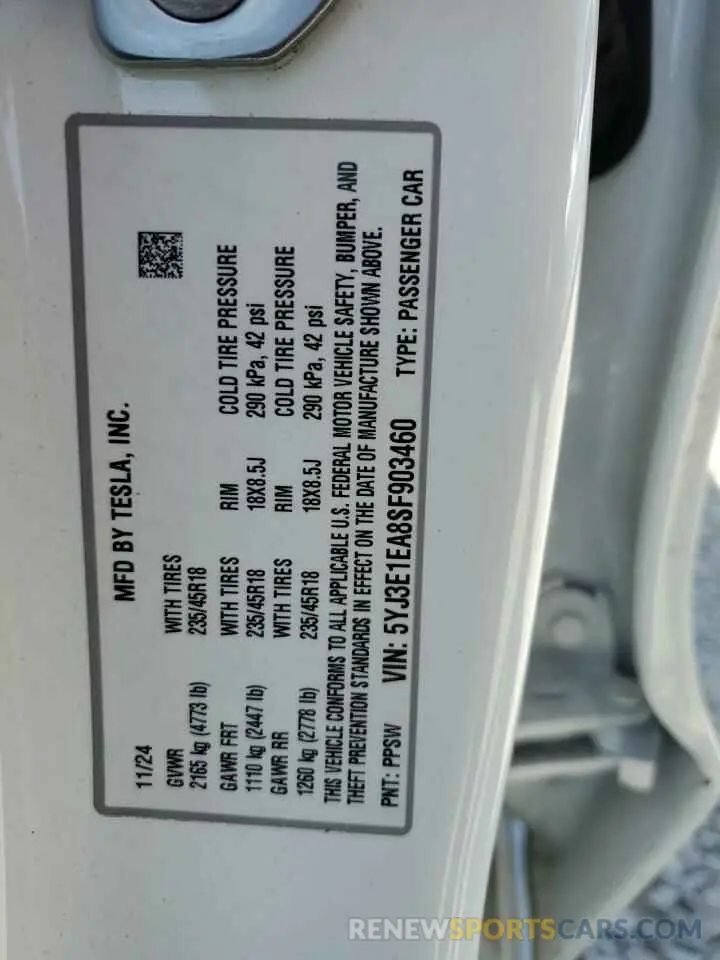 MFD BY TESLA, INC.
11/24
GVWR WITH TIRES
2165 kg (4773 lb) 235/45R18
GAWR FRT WITH TIRES RIM COLD TIRE PRESSURE
1110 kg (2447 lb) 235/45R18 18X8.5J 290 kPa, 42 psi
GAWR RR WITH TIRES RIM COLD TIRE PRESSURE
1260 kg (2778 lb) 235/45R18 18X8.5J 290 kPa, 42 psi
THIS VEHICLE CONFORMS TO ALL APPLICABLE U.S. FEDERAL MOTOR VEHICLE SAFETY, BUMPER, AND
THEFT PREVENTION STANDARDS IN EFFECT ON THE DATE OF MANUFACTURE SHOWN ABOVE.
PNT: PPSW VIN: 5YJ3E1EA8SF903460 TYPE: PASSENGER CAR
RENEWSPORTSCARS.COM